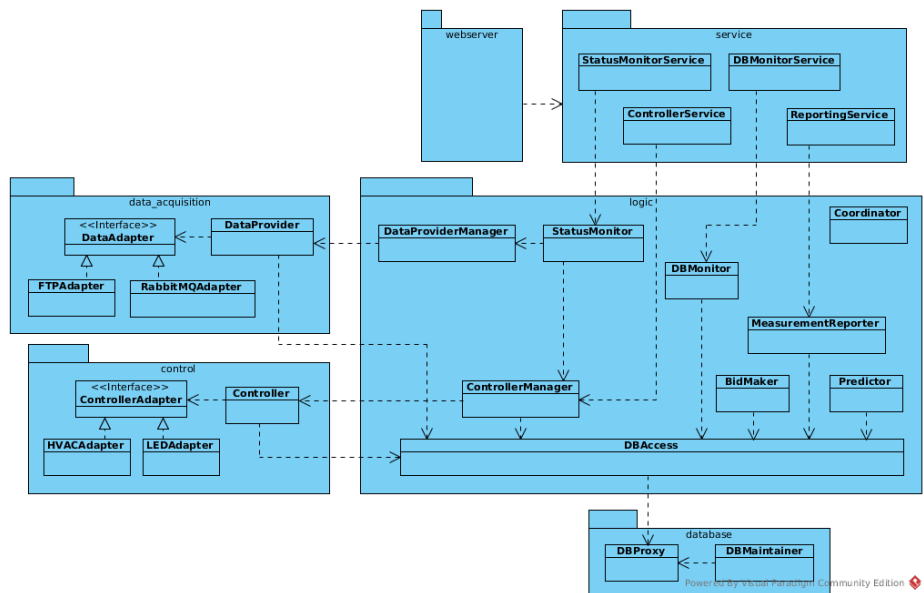 webserver
service
StatusMonitorService
DBMonitorService
ControllerService
ReportingService
data_acquisition
<<Interface>>
DataAdapter
DataProvider
FTPAdapter
RabbitMQAdapter
logic
Coordinator
DataProviderManager
StatusMonitor
DBMonitor
MeasurementReporter
control
<<Interface>>
ControllerAdapter
Controller
HVACAdapter
LEDAdapter
ControllerManager
BidMaker
Predictor
DBAccess
database
DBProxy
DBMaintainer
Powered By Visual Paradigm Community Edition